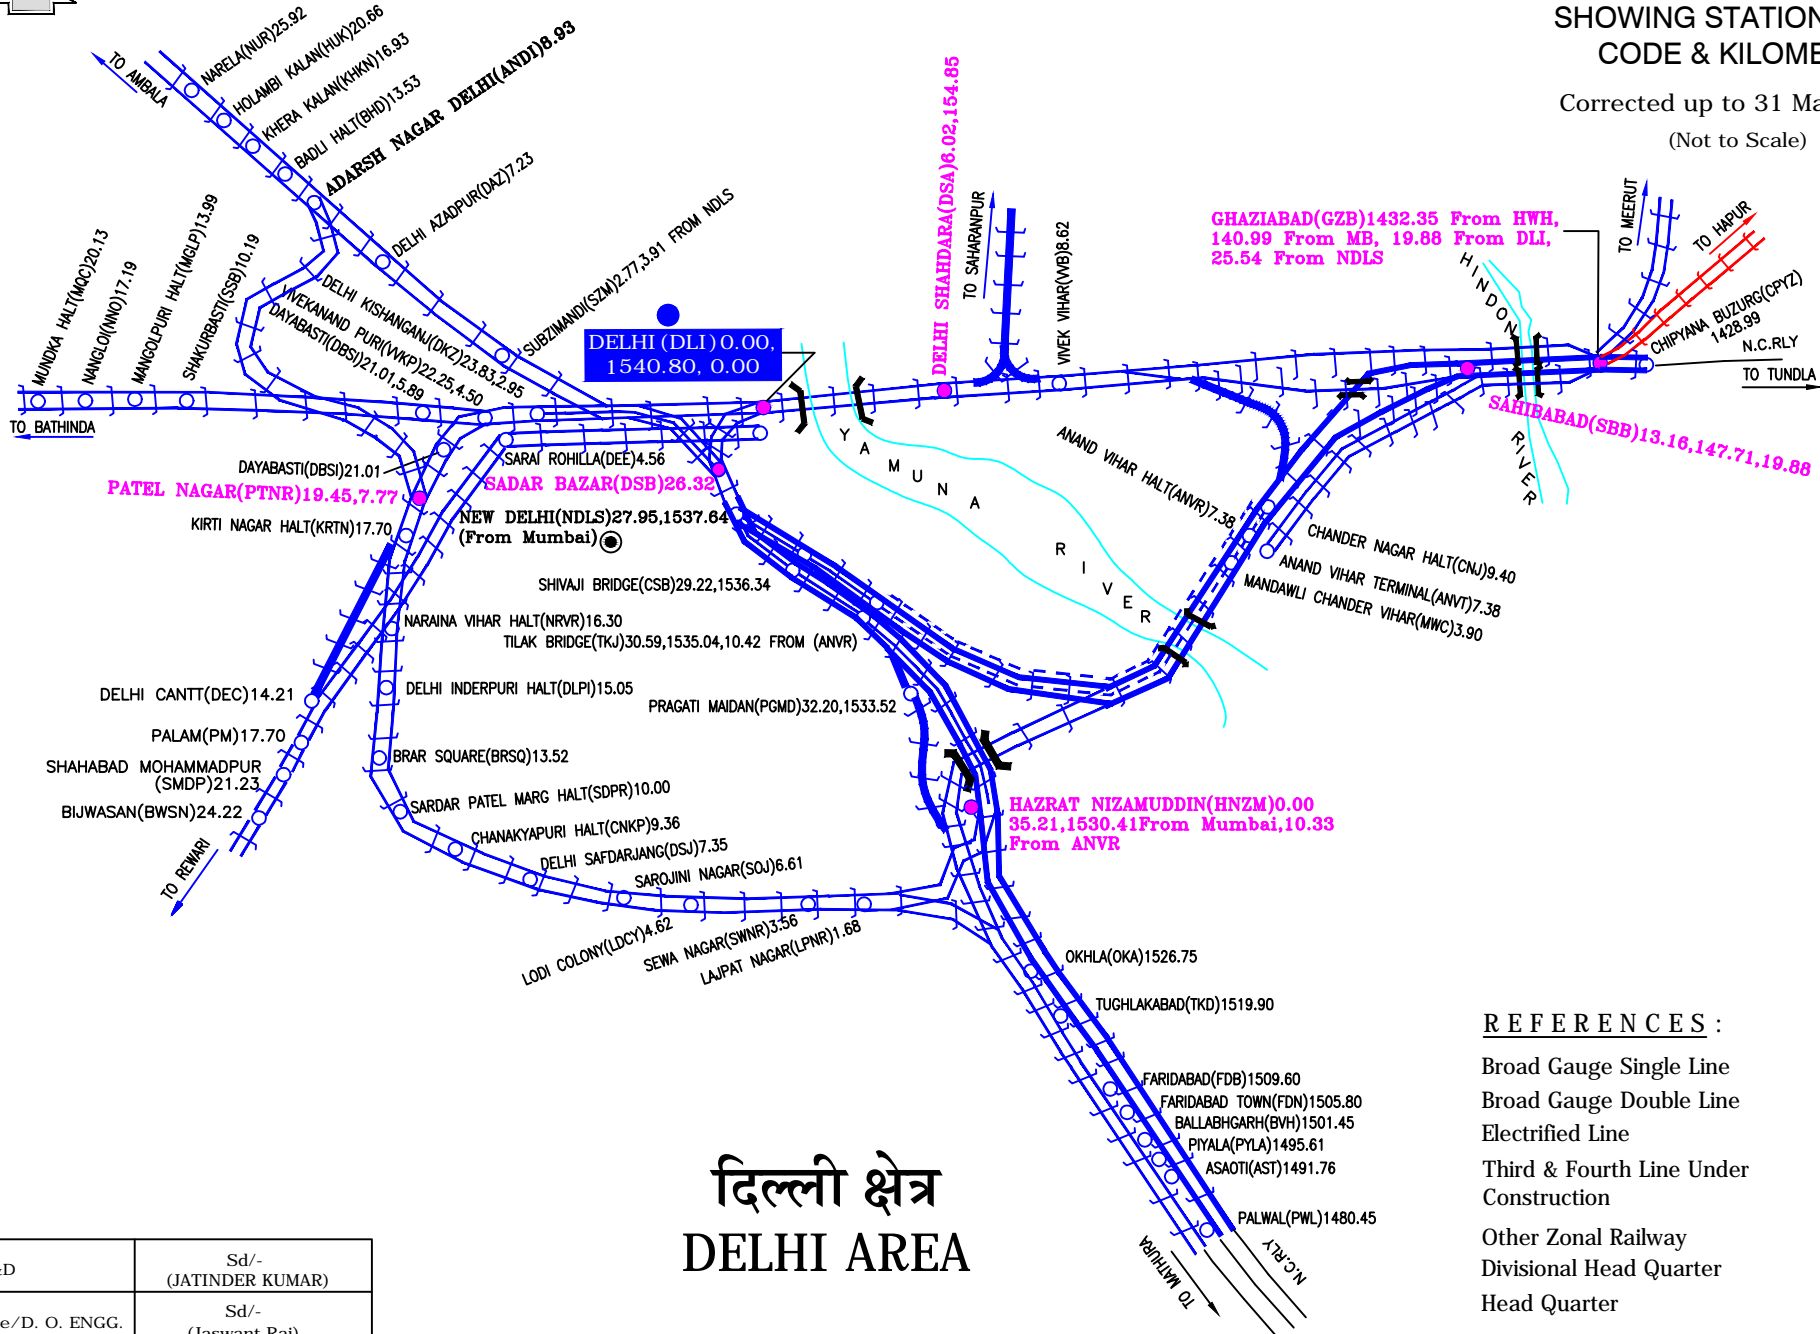 SHOWING STATION
CODE & KILOME
Corrected up to 31 Ma
(Not to Scale)
TO AMBALA
NARELA(NUR)25.92
HOLAMBI KALAN(HUK)20.66
KHERA KALAN(KHKN)16.93
BADLI HALT(BHD)13.53
ADARSH NAGAR DELHI(ANDI)8.93
DELHI AZADPUR(DAZ)7.23
SUBZIMANDI(SZM)2.77,3.91 FROM NDLS
MUNDKA HALT(MQC)20.13
NANGLOI(NNO)17.19
MANGOLPURI HALT(MGLP)13.99
SHAKURBASTI(SSB)10.19
DELHI KISHANGANJ(DKZ)23.83,2.95
VIVEKANAND PURI(VVKP)22.25,4.50
DAYABASTI(DBSI)21.01,5.89
TO BATHINDA
DELHI (DLI) 0.00,
1540.80, 0.00
DELHI SHAHDARA(DSA)6.02,154.85
TO SAHARANPUR
VIVEK VIHAR(VVB)8.62
GHAZIABAD(GZB)1432.35 From HWH,
140.99 From MB, 19.88 From DLI,
25.54 From NDLS
HINDON
RIVER
TO MEERUT
TO HAPUR
CHIPYANA BUZURG(CPYZ)
1428.99
N.C.RLY
TO TUNDLA
SAHIBABAD(SBB)13.16,147.71,19.88
DAYABASTI(DBSI)21.01
SARAI ROHILLA(DEE)4.56
PATEL NAGAR(PTNR)19.45,7.77
SADAR BAZAR(DSB)26.32
KIRTI NAGAR HALT(KRTN)17.70
NEW DELHI(NDLS)27.95,1537.64
(From Mumbai)
YAMUNA RIVER
ANAND VIHAR HALT(ANVR)7.38
CHANDER NAGAR HALT(CNJ)9.40
ANAND VIHAR TERMINAL(ANVT)7.38
MANDAWLI CHANDER VIHAR(MWC)3.90
SHIVAJI BRIDGE(CSB)29.22,1536.34
NARAINA VIHAR HALT(NRVR)16.30
TILAK BRIDGE(TKJ)30.59,1535.04,10.42 FROM (ANVR)
DELHI CANTT(DEC)14.21
DELHI INDERPURI HALT(DLPI)15.05
PRAGATI MAIDAN(PGMD)32.20,1533.52
PALAM(PM)17.70
SHAHABAD MOHAMMADPUR
(SMDP)21.23
BIJWASAN(BWSN)24.22
BRAR SQUARE(BRSQ)13.52
SARDAR PATEL MARG HALT(SDPR)10.00
CHANAKYAPURI HALT(CNKP)9.36
DELHI SAFDARJANG(DSJ)7.35
SAROJINI NAGAR(SOJ)6.61
TO REWARI
HAZRAT NIZAMUDDIN(HNZM)0.00
35.21,1530.41From Mumbai,10.33
From ANVR
LODI COLONY(LDCY)4.62
SEWA NAGAR(SWNR)3.56
LAJPAT NAGAR(LPNR)1.68
OKHLA(OKA)1526.75
TUGHLAKABAD(TKD)1519.90
FARIDABAD(FDB)1509.60
FARIDABAD TOWN(FDN)1505.80
BALLABHGARH(BVH)1501.45
PIYALA(PYLA)1495.61
ASAOTI(AST)1491.76
PALWAL(PWL)1480.45
TO MATHURA
N.C.RLY
दिल्ली क्षेत्र
DELHI AREA
REFERENCES :
Broad Gauge Single Line
Broad Gauge Double Line
Electrified Line
Third & Fourth Line Under
Construction
Other Zonal Railway
Divisional Head Quarter
Head Quarter
Sd/-
(JATINDER KUMAR)
e/D. O. ENGG.
Sd/-
(Jaswant Rai)